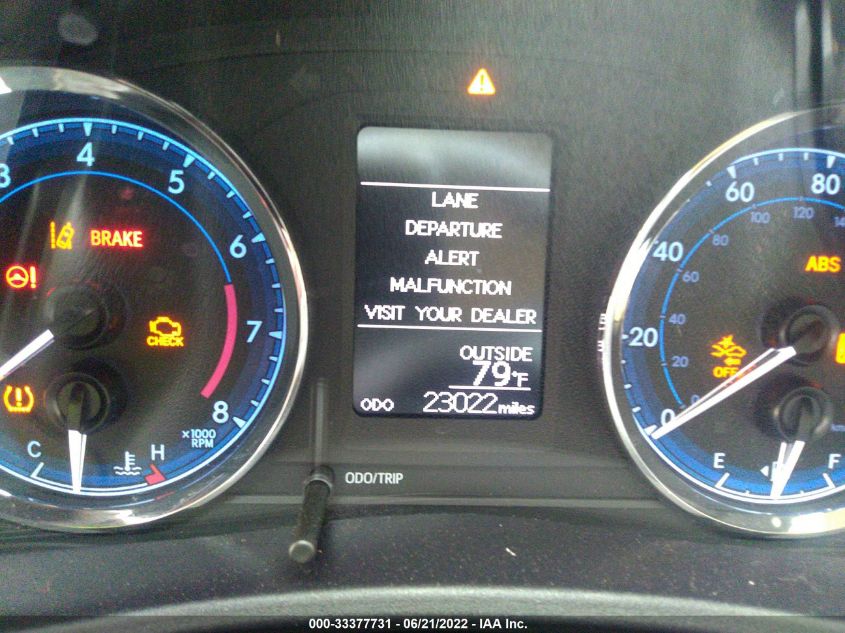 3 4 5 6 7 8
BRAKE
CHECK
x1000
RPM
C H
LANE
DEPARTURE
ALERT
MALFUNCTION
VISIT YOUR DEALER
OUTSIDE
79°F
ODO 23022 miles
ODO/TRIP
0 20 40 60 80
0 20 40 60 80 100 120
ABS
OFF
E F
000-33377731 - 06/21/2022 - IAA Inc.